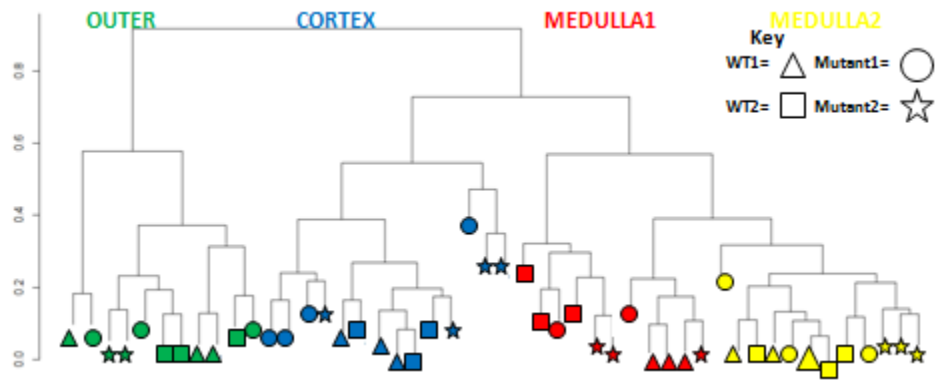 OUTER CORTEX MEDULLA1 MEDULLA2
Key
WT1= Mutant1=
WT2= Mutant2=
0.8
0.6
0.4
0.2
0.0